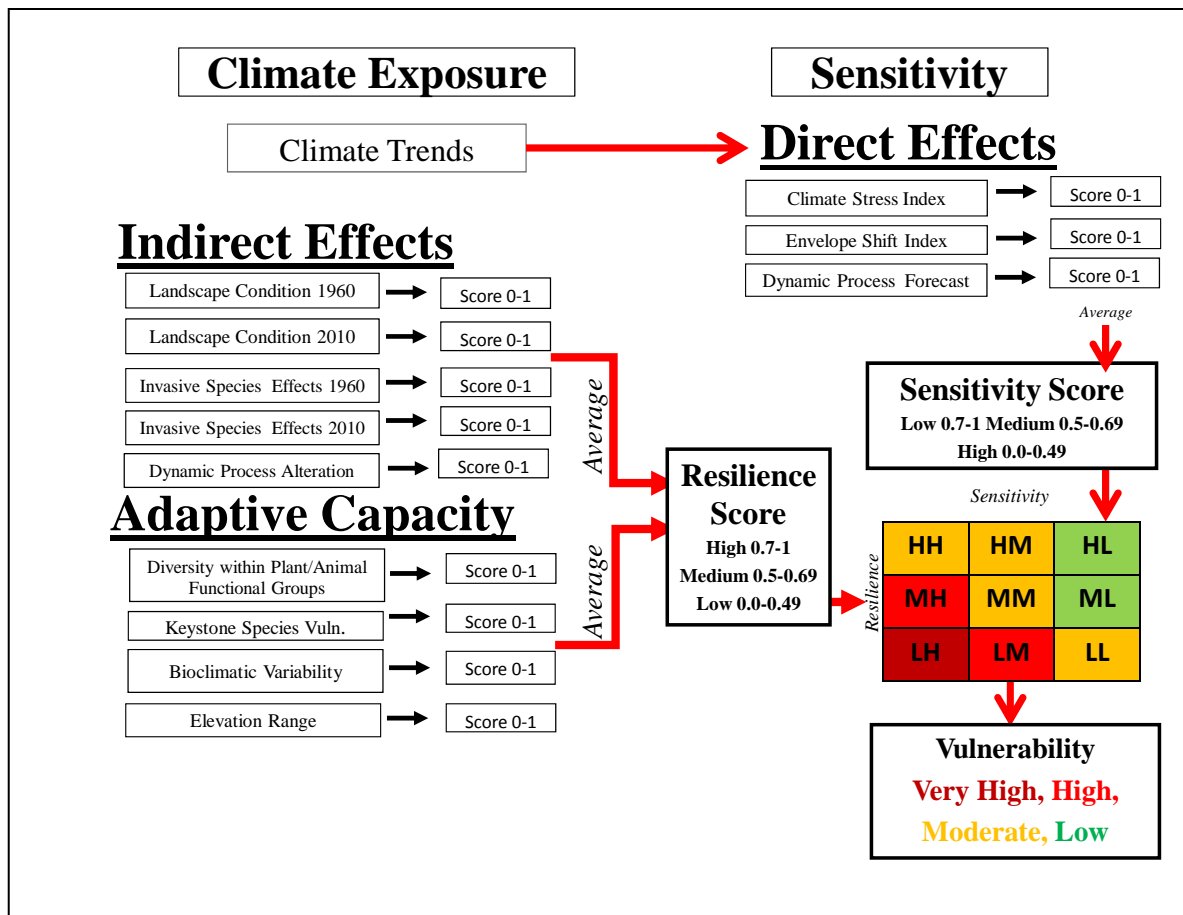 Climate Exposure
Sensitivity
Climate Trends
Direct Effects
Climate Stress Index
Score 0-1
Envelope Shift Index
Score 0-1
Dynamic Process Forecast
Score 0-1
Average
Indirect Effects
Landscape Condition 1960
Score 0-1
Landscape Condition 2010
Score 0-1
Invasive Species Effects 1960
Score 0-1
Invasive Species Effects 2010
Score 0-1
Dynamic Process Alteration
Score 0-1
Average
Adaptive Capacity
Diversity within Plant/Animal
Functional Groups
Score 0-1
Keystone Species Vuln.
Score 0-1
Bioclimatic Variability
Score 0-1
Elevation Range
Score 0-1
Average
Resilience
Score
High 0.7-1
Medium 0.5-0.69
Low 0.0-0.49
Sensitivity Score
Low 0.7-1 Medium 0.5-0.69
High 0.0-0.49
Sensitivity
Resilience
HH HM HL
MH MM ML
LH LM LL
Vulnerability
Very High, High,
Moderate, Low